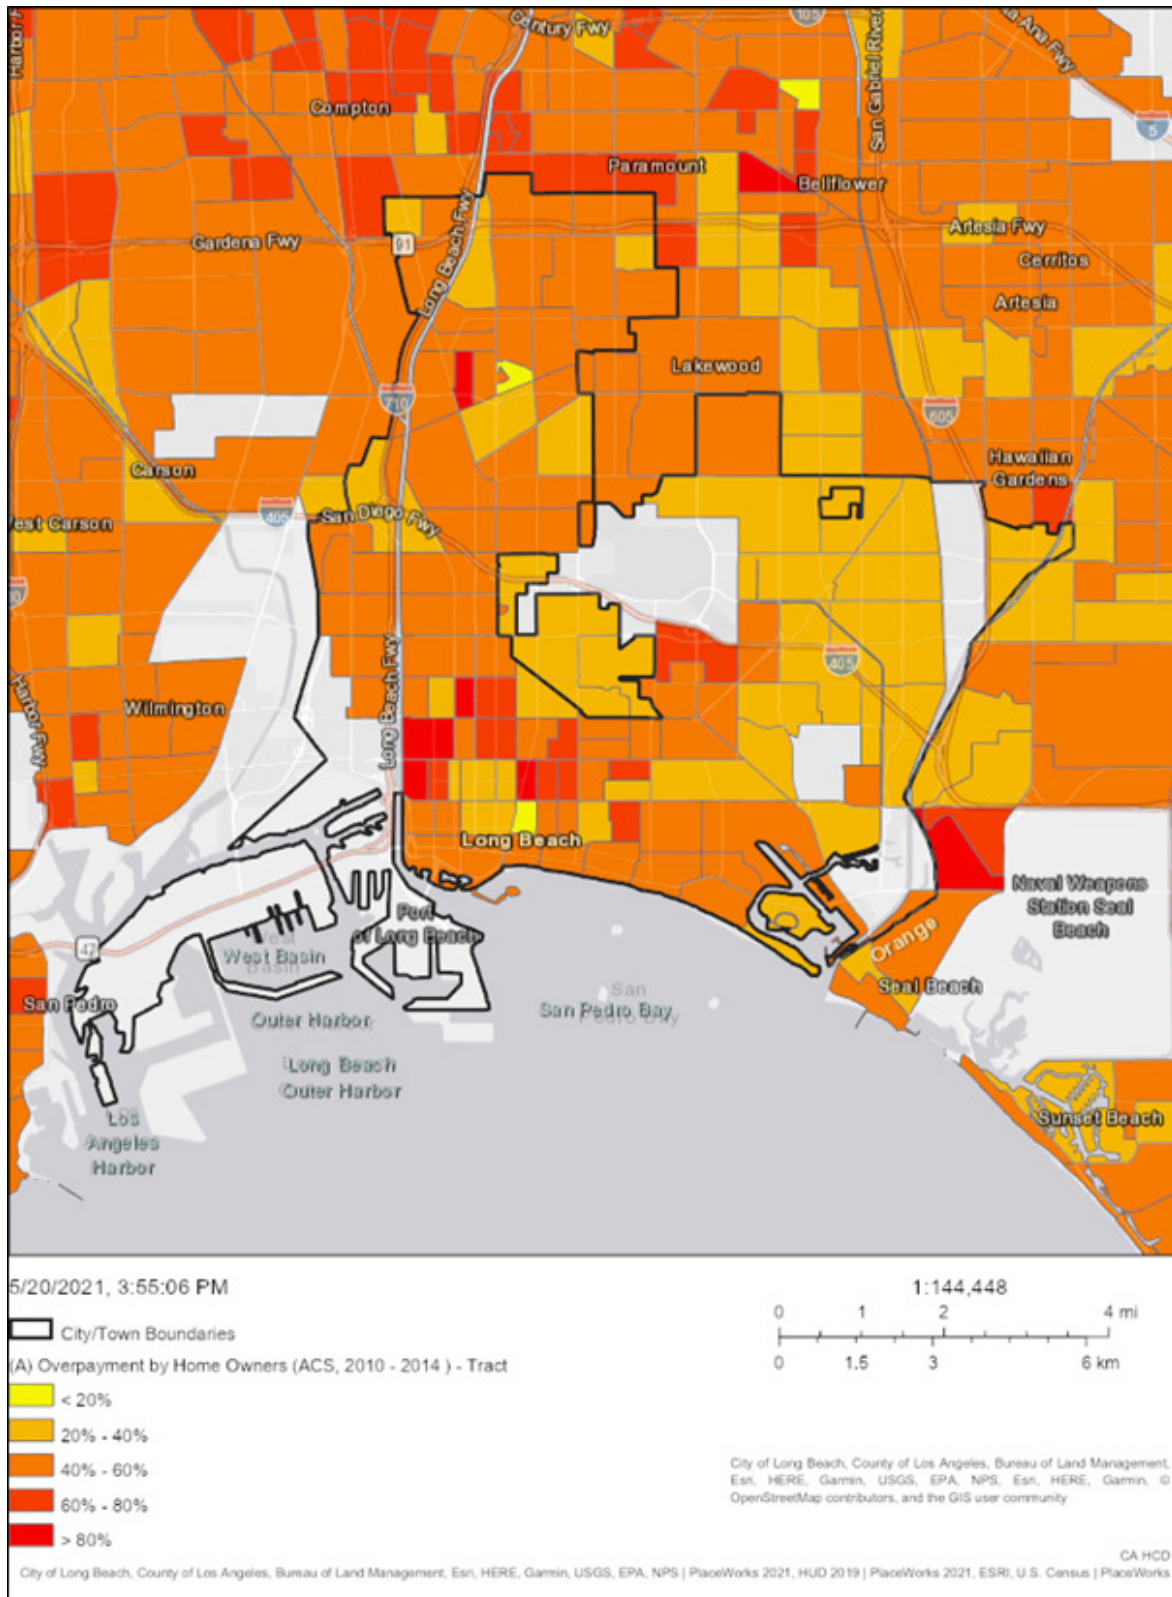 Harbor F
Century Fwy
105
ta Ana Fwy
San Gabriel River
5
Compton
Paramount
Bellflower
Long Beach Fwy
Gardena Fwy
91
Artesia Fwy
Cerritos
Artesia
Lakewood
710
605
Carson
Hawaiian
Gardens
405
San Diego Fwy
West Carson
Long Beach Fwy
405
Wilmington
Harbor Fwy
Long Beach
Naval Weapons
Station Seal
Beach
Port
of Long Beach
Orange
47
West
Basin
West Basin
San Pedro
Seal Beach
San
Pedro Bay
San Pedro Bay
Outer Harbor
Long Beach
Outer Harbor
Sunset Beach
Los
Angeles
Harbor
5/20/2021, 3:55:06 PM
1:144,448
0 1 2 4 mi
0 1.5 3 6 km
City/Town Boundaries
(A) Overpayment by Home Owners (ACS, 2010 - 2014 ) - Tract
< 20%
20% - 40%
40% - 60%
60% - 80%
> 80%
City of Long Beach, County of Los Angeles, Bureau of Land Management,
Esri, HERE, Garmin, USGS, EPA, NPS, Esri, HERE, Garmin, ©
OpenStreetMap contributors, and the GIS user community
CA HCD
City of Long Beach, County of Los Angeles, Bureau of Land Management, Esri, HERE, Garmin, USGS, EPA, NPS | PlaceWorks 2021, HUD 2019 | PlaceWorks 2021, ESRI, U.S. Census | PlaceWorks